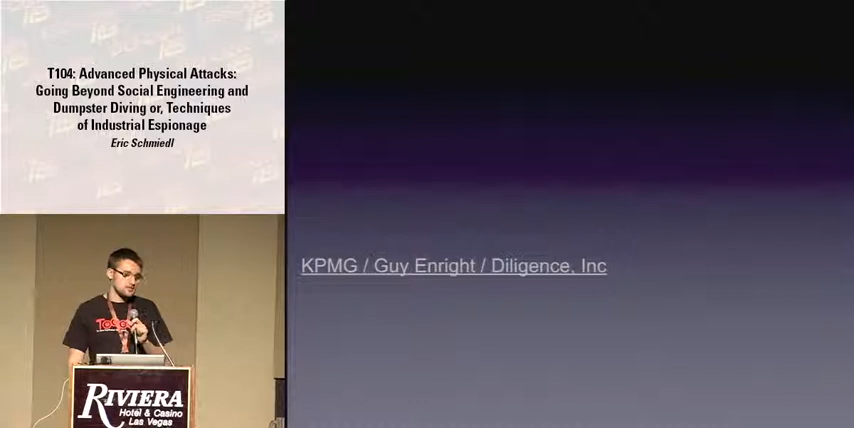 T104: Advanced Physical Attacks:
Going Beyond Social Engineering and
Dumpster Diving or, Techniques
of Industrial Espionage
Eric Schmiedl
KPMG / Guy Enright / Diligence, Inc
RIVIERA
Hotel & Casino
Las Vegas